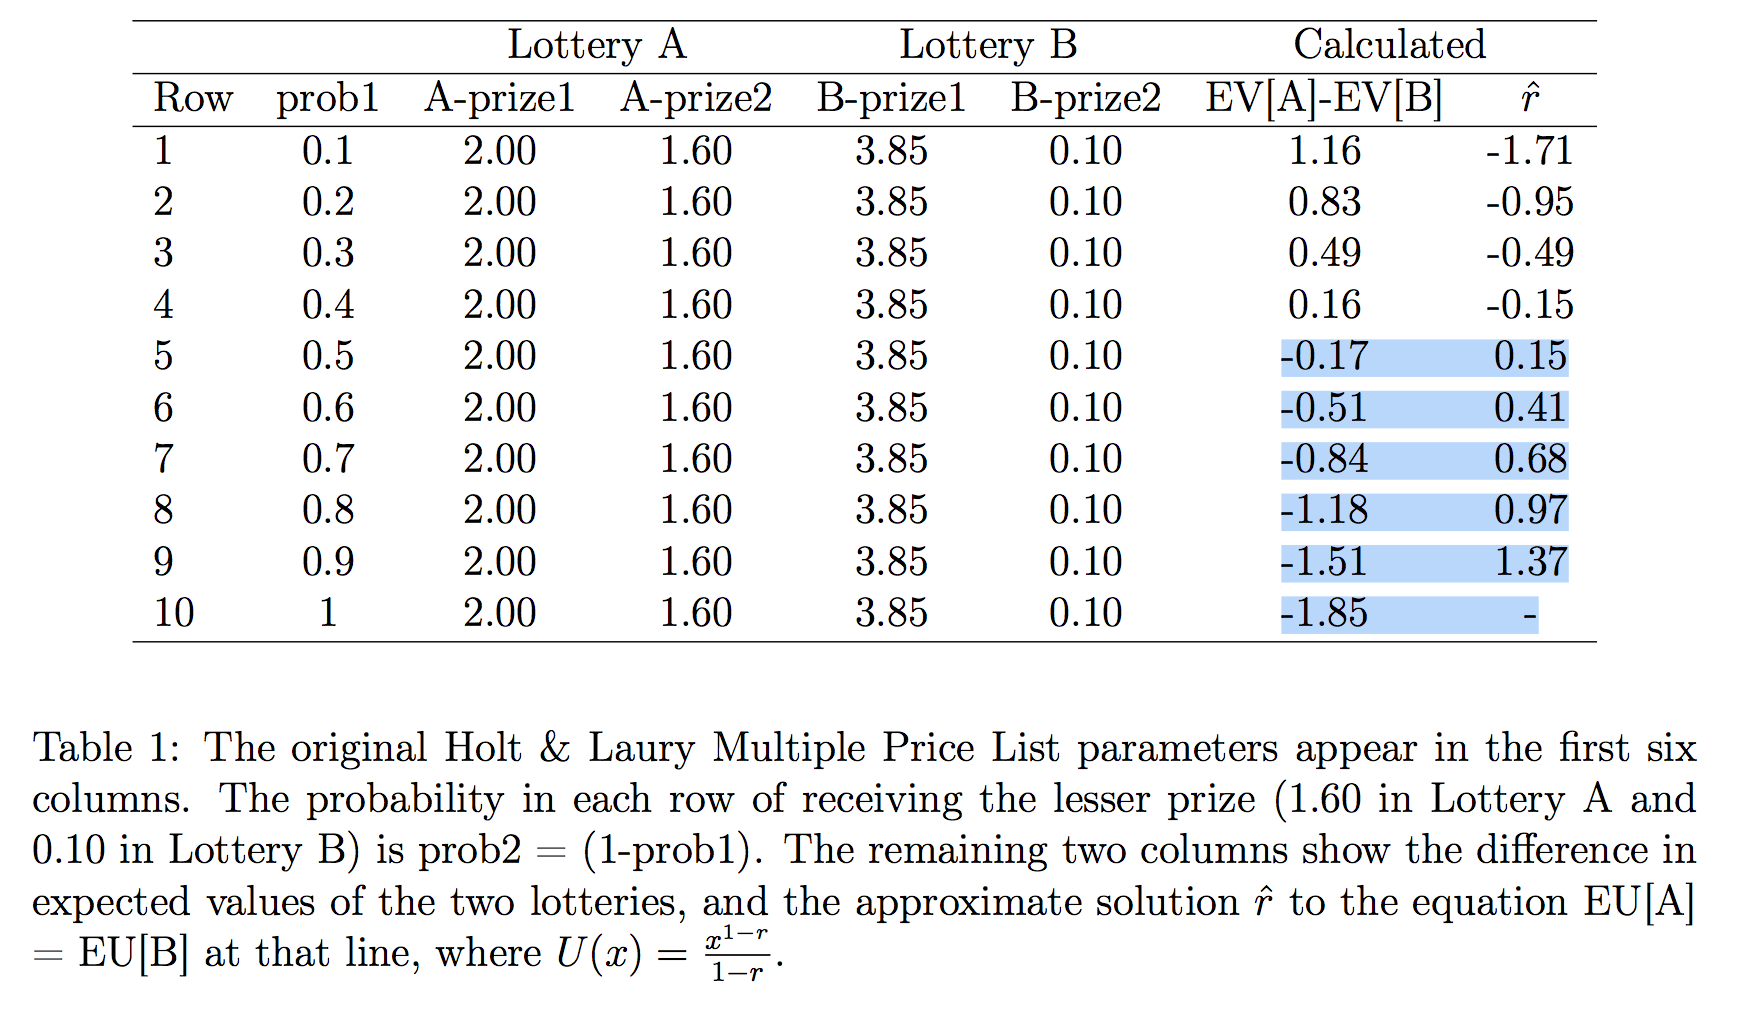 Lottery A Lottery B Calculated
Row prob1 A-prize1 A-prize2 B-prize1 B-prize2 EV[A]-EV[B] r̂
1 0.1 2.00 1.60 3.85 0.10 1.16 -1.71
2 0.2 2.00 1.60 3.85 0.10 0.83 -0.95
3 0.3 2.00 1.60 3.85 0.10 0.49 -0.49
4 0.4 2.00 1.60 3.85 0.10 0.16 -0.15
5 0.5 2.00 1.60 3.85 0.10 -0.17 0.15
6 0.6 2.00 1.60 3.85 0.10 -0.51 0.41
7 0.7 2.00 1.60 3.85 0.10 -0.84 0.68
8 0.8 2.00 1.60 3.85 0.10 -1.18 0.97
9 0.9 2.00 1.60 3.85 0.10 -1.51 1.37
10 1 2.00 1.60 3.85 0.10 -1.85 -
Table 1: The original Holt & Laury Multiple Price List parameters appear in the first six
columns. The probability in each row of receiving the lesser prize (1.60 in Lottery A and
0.10 in Lottery B) is prob2 = (1-prob1). The remaining two columns show the difference in
expected values of the two lotteries, and the approximate solution r̂ to the equation EU[A]
= EU[B] at that line, where U(x) = x^{1−r}/1−r.